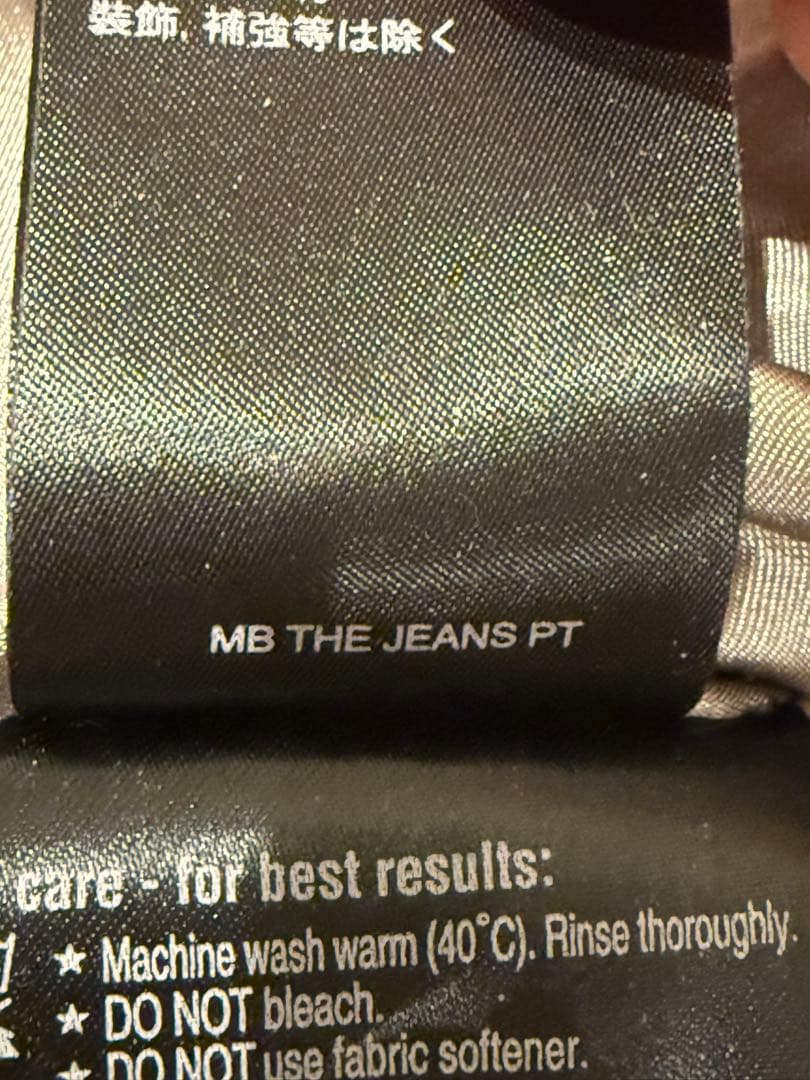 装飾, 補強等は除く
MB THE JEANS PT
care - for best results:
★ Machine wash warm (40°C). Rinse thoroughly.
★ DO NOT bleach.
★ DO NOT use fabric softener.